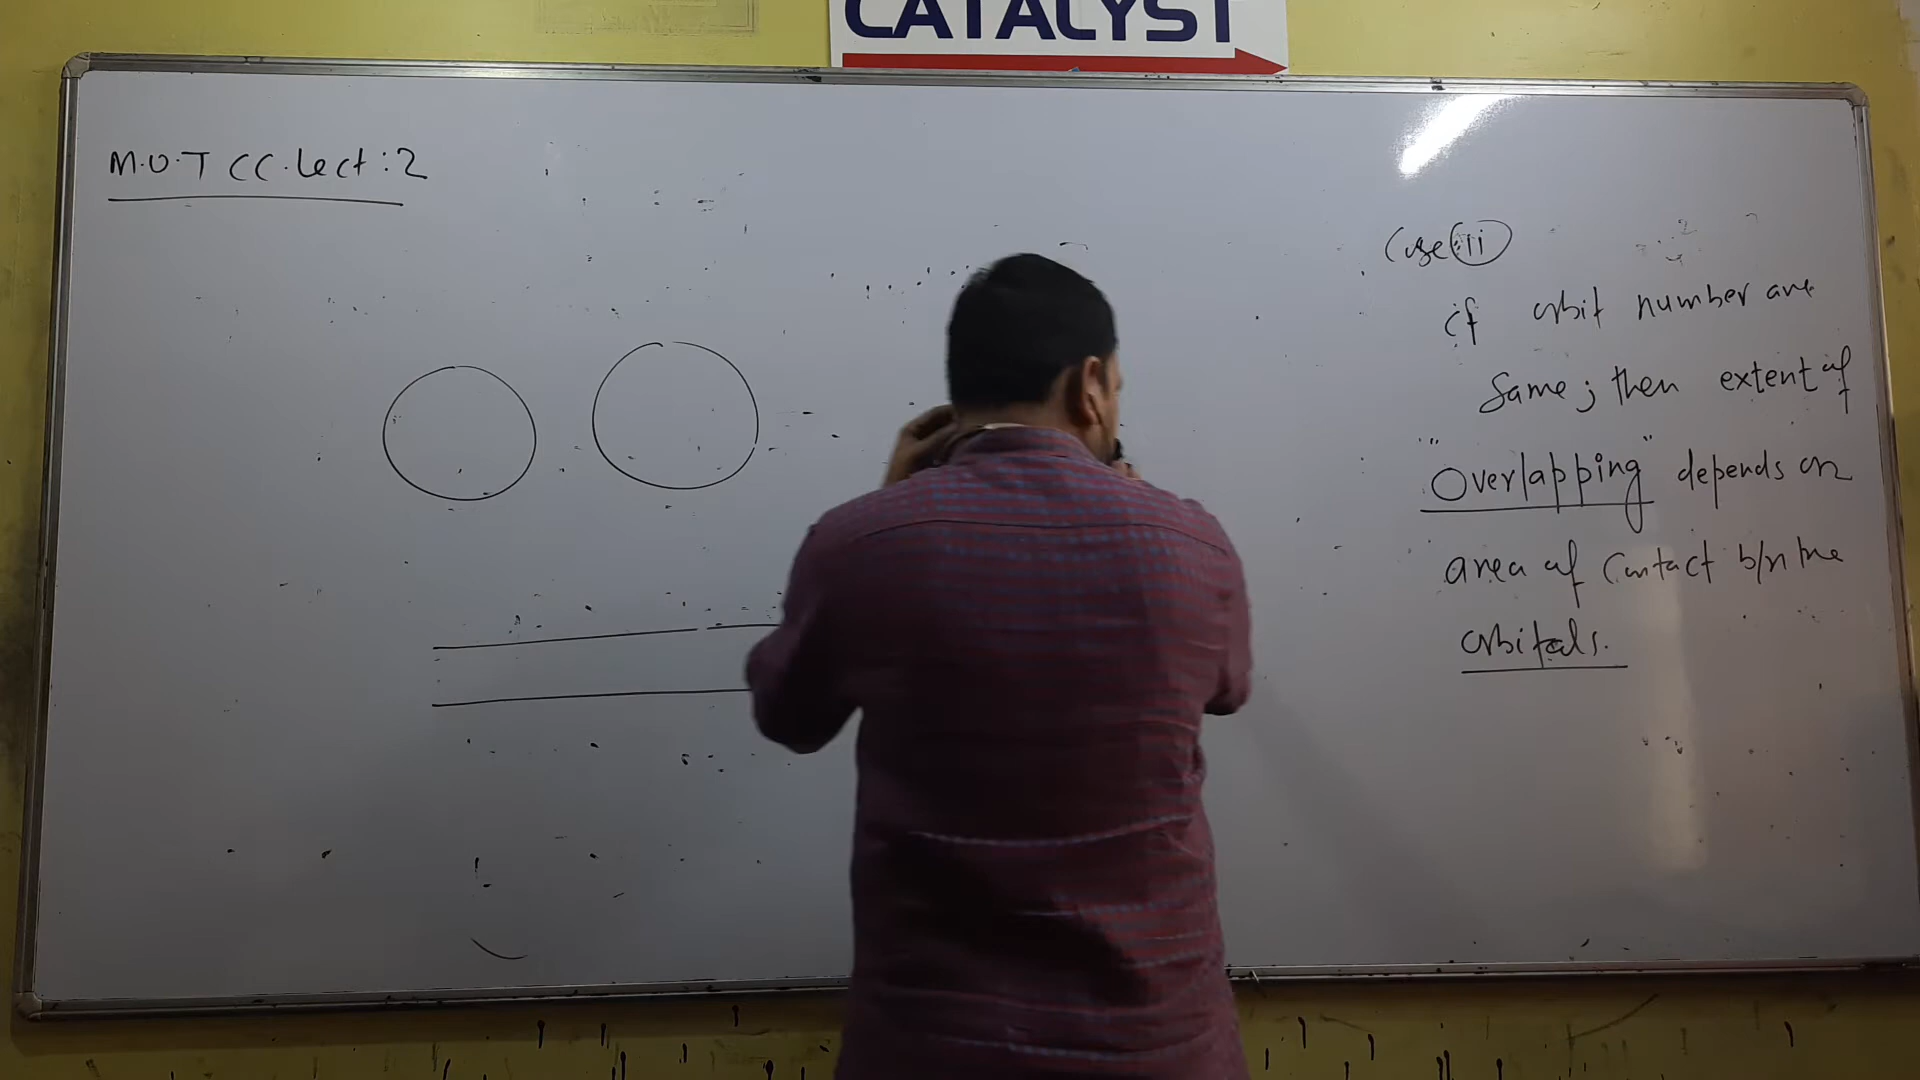 CATALYST
M.O.T CC. Lect:2
Case (ii)
if orbit number are
Same; then extent of
"Overlapping" depends on
area of Contact b/n the
orbitals.